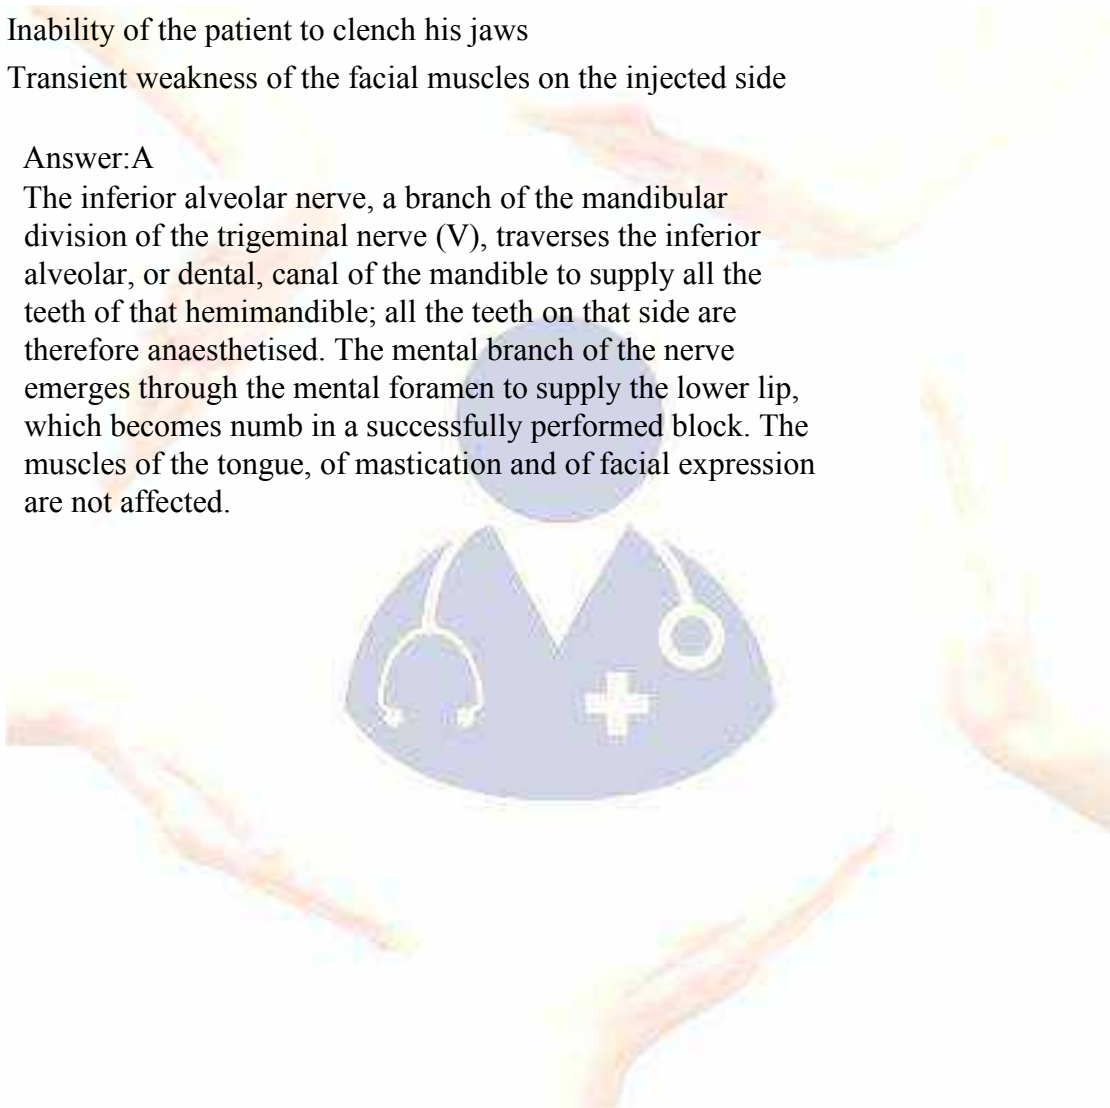 Inability of the patient to clench his jaws
Transient weakness of the facial muscles on the injected side
Answer:A
The inferior alveolar nerve, a branch of the mandibular
division of the trigeminal nerve (V), traverses the inferior
alveolar, or dental, canal of the mandible to supply all the
teeth of that hemimandible; all the teeth on that side are
therefore anaesthetised. The mental branch of the nerve
emerges through the mental foramen to supply the lower lip,
which becomes numb in a successfully performed block. The
muscles of the tongue, of mastication and of facial expression
are not affected.